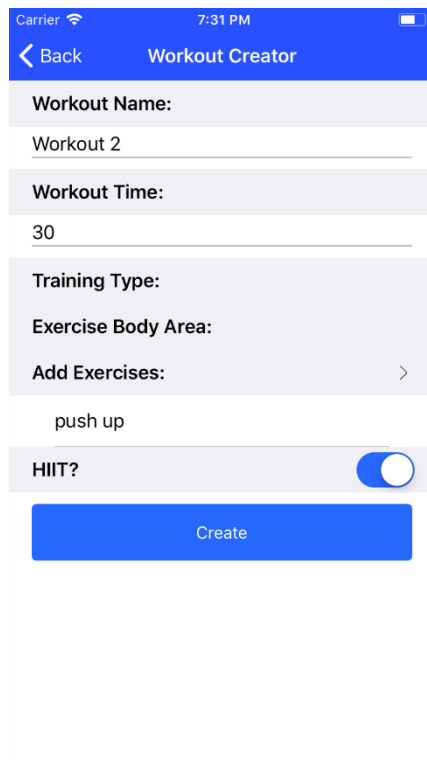 Carrier 7:31 PM
Back Workout Creator
Workout Name:
Workout 2
Workout Time:
30
Training Type:
Exercise Body Area:
Add Exercises:
push up
HIIT?
Create